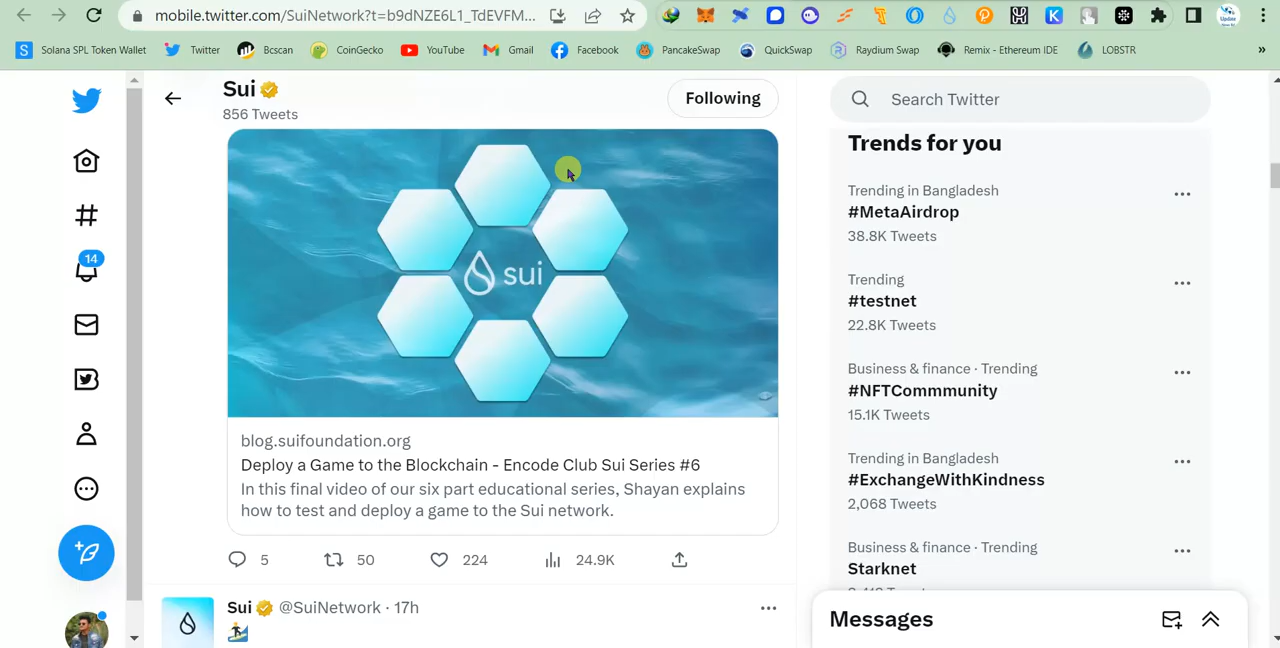 mobile.twitter.com/SuiNetwork?t=b9dNZE6L1_TdEVFM...
Solana SPL Token Wallet
Twitter
Bcscan
CoinGecko
YouTube
Gmail
Facebook
PancakeSwap
QuickSwap
Raydium Swap
Remix - Ethereum IDE
LOBSTR
»
Sui
856 Tweets
Following
Search Twitter
sui
blog.suifoundation.org
Deploy a Game to the Blockchain - Encode Club Sui Series #6
In this final video of our six part educational series, Shayan explains
how to test and deploy a game to the Sui network.
5
50
224
24.9K
Sui @SuiNetwork · 17h
14
Trends for you
Trending in Bangladesh
#MetaAirdrop
38.8K Tweets
Trending
#testnet
22.8K Tweets
Business & finance · Trending
#NFTCommmunity
15.1K Tweets
Trending in Bangladesh
#ExchangeWithKindness
2,068 Tweets
Business & finance · Trending
Starknet
Messages